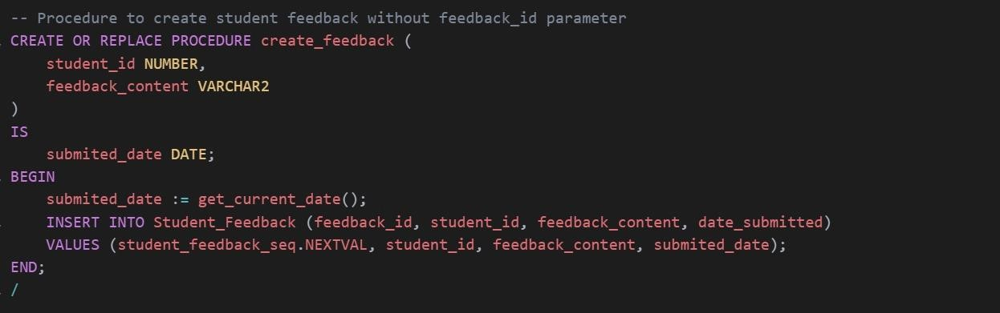 -- Procedure to create student feedback without feedback_id parameter
CREATE OR REPLACE PROCEDURE create_feedback (
    student_id NUMBER,
    feedback_content VARCHAR2
)
IS
    submited_date DATE;
BEGIN
    submited_date := get_current_date();
    INSERT INTO Student_Feedback (feedback_id, student_id, feedback_content, date_submitted)
    VALUES (student_feedback_seq.NEXTVAL, student_id, feedback_content, submited_date);
END;
/